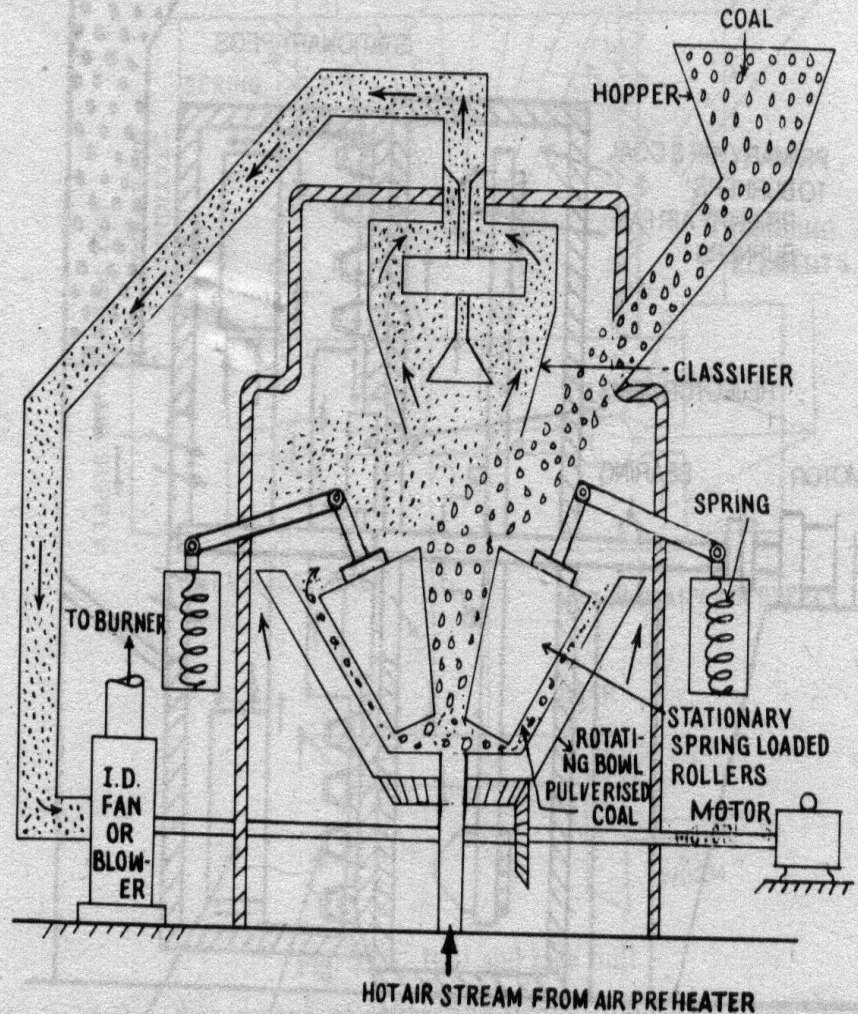 COAL
HOPPER
CLASSIFIER
SPRING
TO BURNER
STATIONARY
SPRING LOADED
ROLLERS
ROTATI-
NG BOWL
PULVERISED
COAL
I.D.
FAN
OR
BLOW-
ER
MOTOR
HOT AIR STREAM FROM AIR PREHEATER